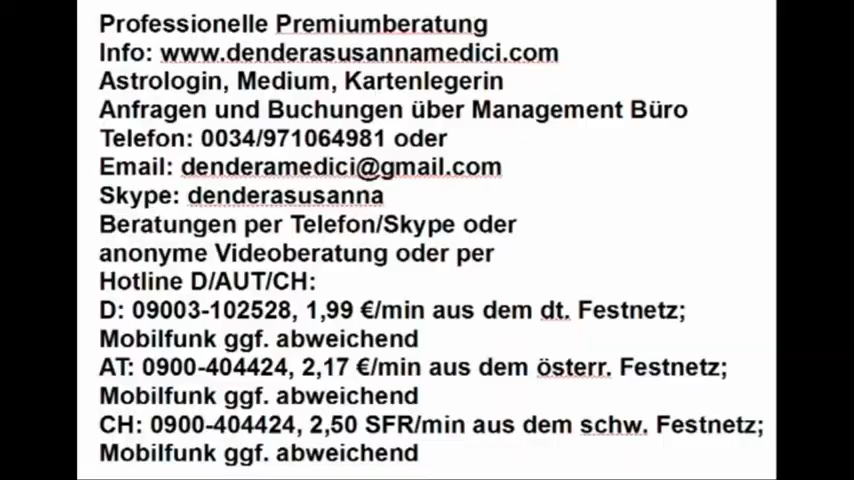 Professionelle Premiumberatung
Info: www.denderasusannamedici.com
Astrologin, Medium, Kartenlegerin
Anfragen und Buchungen über Management Büro
Telefon: 0034/971064981 oder
Email: denderamedici@gmail.com
Skype: denderasusanna
Beratungen per Telefon/Skype oder
anonyme Videoberatung oder per
Hotline D/AUT/CH:
D: 09003-102528, 1,99 €/min aus dem dt. Festnetz;
Mobilfunk ggf. abweichend
AT: 0900-404424, 2,17 €/min aus dem österr. Festnetz;
Mobilfunk ggf. abweichend
CH: 0900-404424, 2,50 SFR/min aus dem schw. Festnetz;
Mobilfunk ggf. abweichend